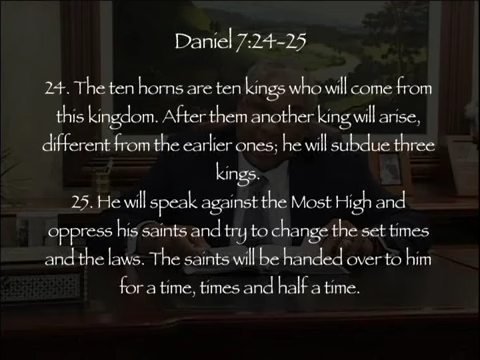 Daniel 7:24-25
24. The ten horns are ten kings who will come from
this kingdom. After them another king will arise,
different from the earlier ones; he will subdue three
kings.
25. He will speak against the Most High and
oppress his saints and try to change the set times
and the laws. The saints will be handed over to him
for a time, times and half a time.